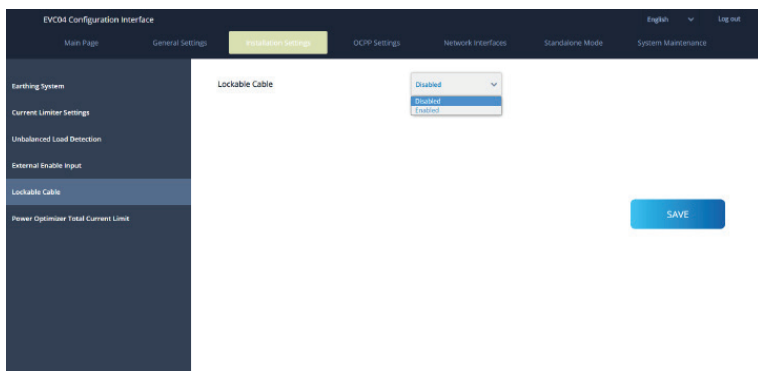 EVC04 Configuration Interface
English
Log out
Main Page
General Settings
Installation Settings
OCPP Settings
Network Interfaces
Standalone Mode
System Maintenance
Earthing System
Current Limiter Settings
Unbalanced Load Detection
External Enable Input
Lockable Cable
Power Optimizer Total Current Limit
Lockable Cable
Disabled
Disabled
Enabled
SAVE